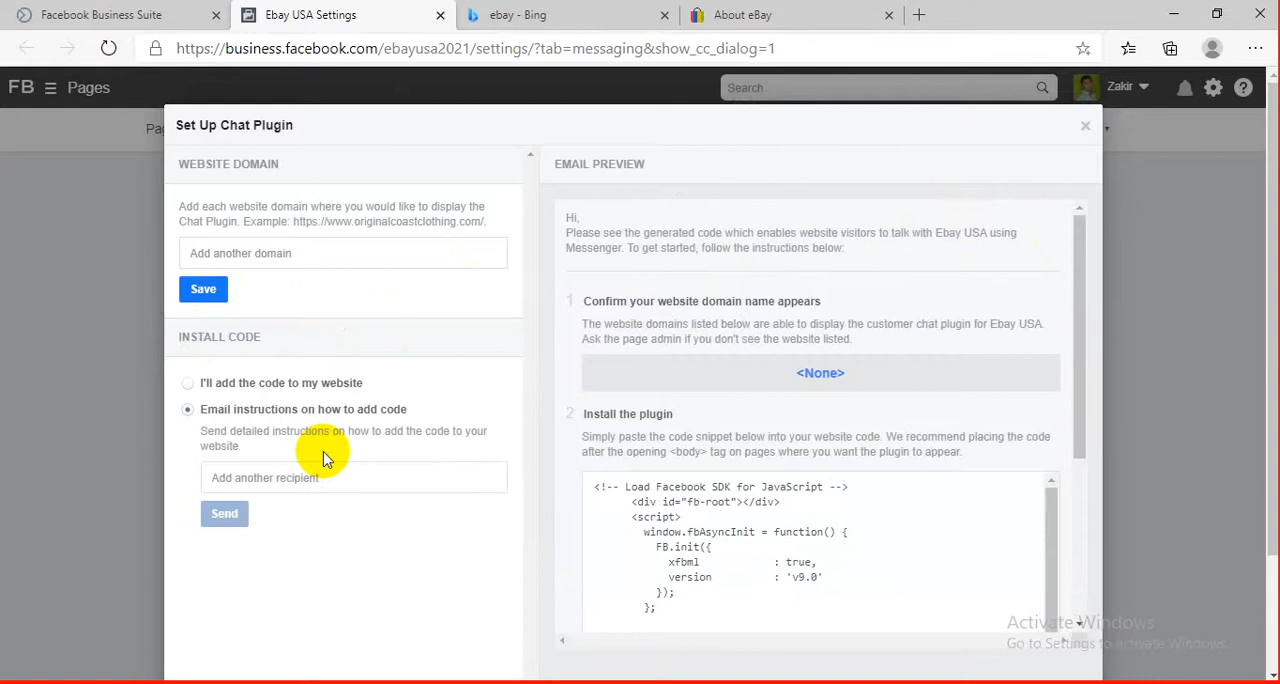 Facebook Business Suite
Ebay USA Settings
ebay - Bing
About eBay
https://business.facebook.com/ebayusa2021/settings/?tab=messaging&show_cc_dialog=1
FB
Pages
Search
Zakir
Set Up Chat Plugin
WEBSITE DOMAIN
Add each website domain where you would like to display the
Chat Plugin. Example: https://www.originalcoastclothing.com/.
Add another domain
Save
INSTALL CODE
I'll add the code to my website
Email instructions on how to add code
Send detailed instructions on how to add the code to your
website
Add another recipient
Send
EMAIL PREVIEW
Hi,
Please see the generated code which enables website visitors to talk with Ebay USA using
Messenger. To get started, follow the instructions below:
1 Confirm your website domain name appears
The website domains listed below are able to display the customer chat plugin for Ebay USA.
Ask the page admin if you don't see the website listed.
<None>
2 Install the plugin
Simply paste the code snippet below into your website code. We recommend placing the code
after the opening <body> tag on pages where you want the plugin to appear.
<!-- Load Facebook SDK for JavaScript -->
<div id="fb-root"></div>
<script>
window.fbAsyncInit = function() {
FB.init({
xfbml : true,
version : 'v9.0'
});
};
Activate Windows
Go to Settings to activate Windows.